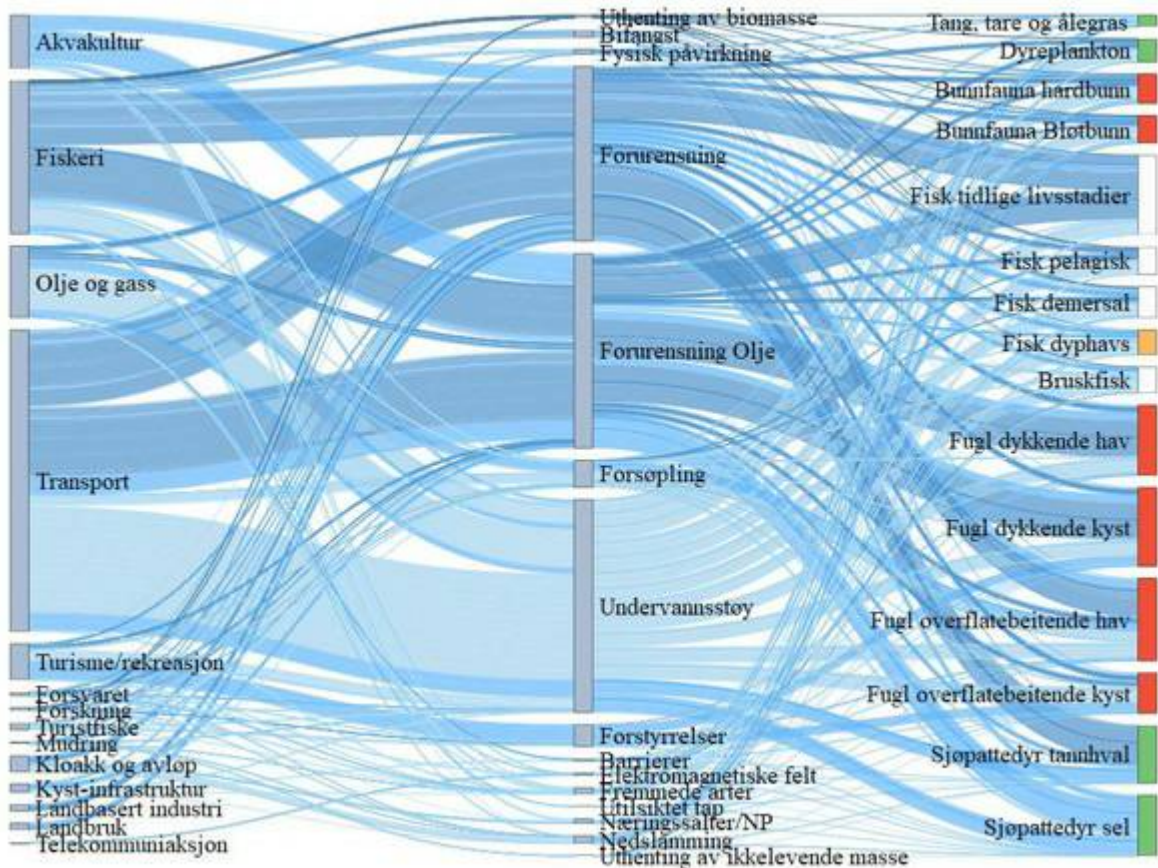 Akvakultur
Fiskeri
Olje og gass
Transport
Turisme/rekreasjon
Forsvaret
Forskning
Turistfiske
Mudring
Kloakk og avløp
Kyst-infrastruktur
Landbasert industri
Landbruk
Telekommuniaksjon
Uthenting av biomasse
Bifangst
Fysisk påvirkning
Forurensning
Forurensning Olje
Forsøpling
Undervannsstøy
Forstyrrelser
Barrierer
Elektromagnetiske felt
Fremmede arter
Utilsiktet tap
Næringssalter/NP
Nedslamming
Uthenting av ikkelevende masse
Tang, tare og ålegras
Dyreplankton
Bunnfauna hardbunn
Bunnfauna Bløtbunn
Fisk tidlige livsstadier
Fisk pelagisk
Fisk demersal
Fisk dyphavs
Bruskfisk
Fugl dykkende hav
Fugl dykkende kyst
Fugl overflatebeitende hav
Fugl overflatebeitende kyst
Sjøpattedyr tannhval
Sjøpattedyr sel